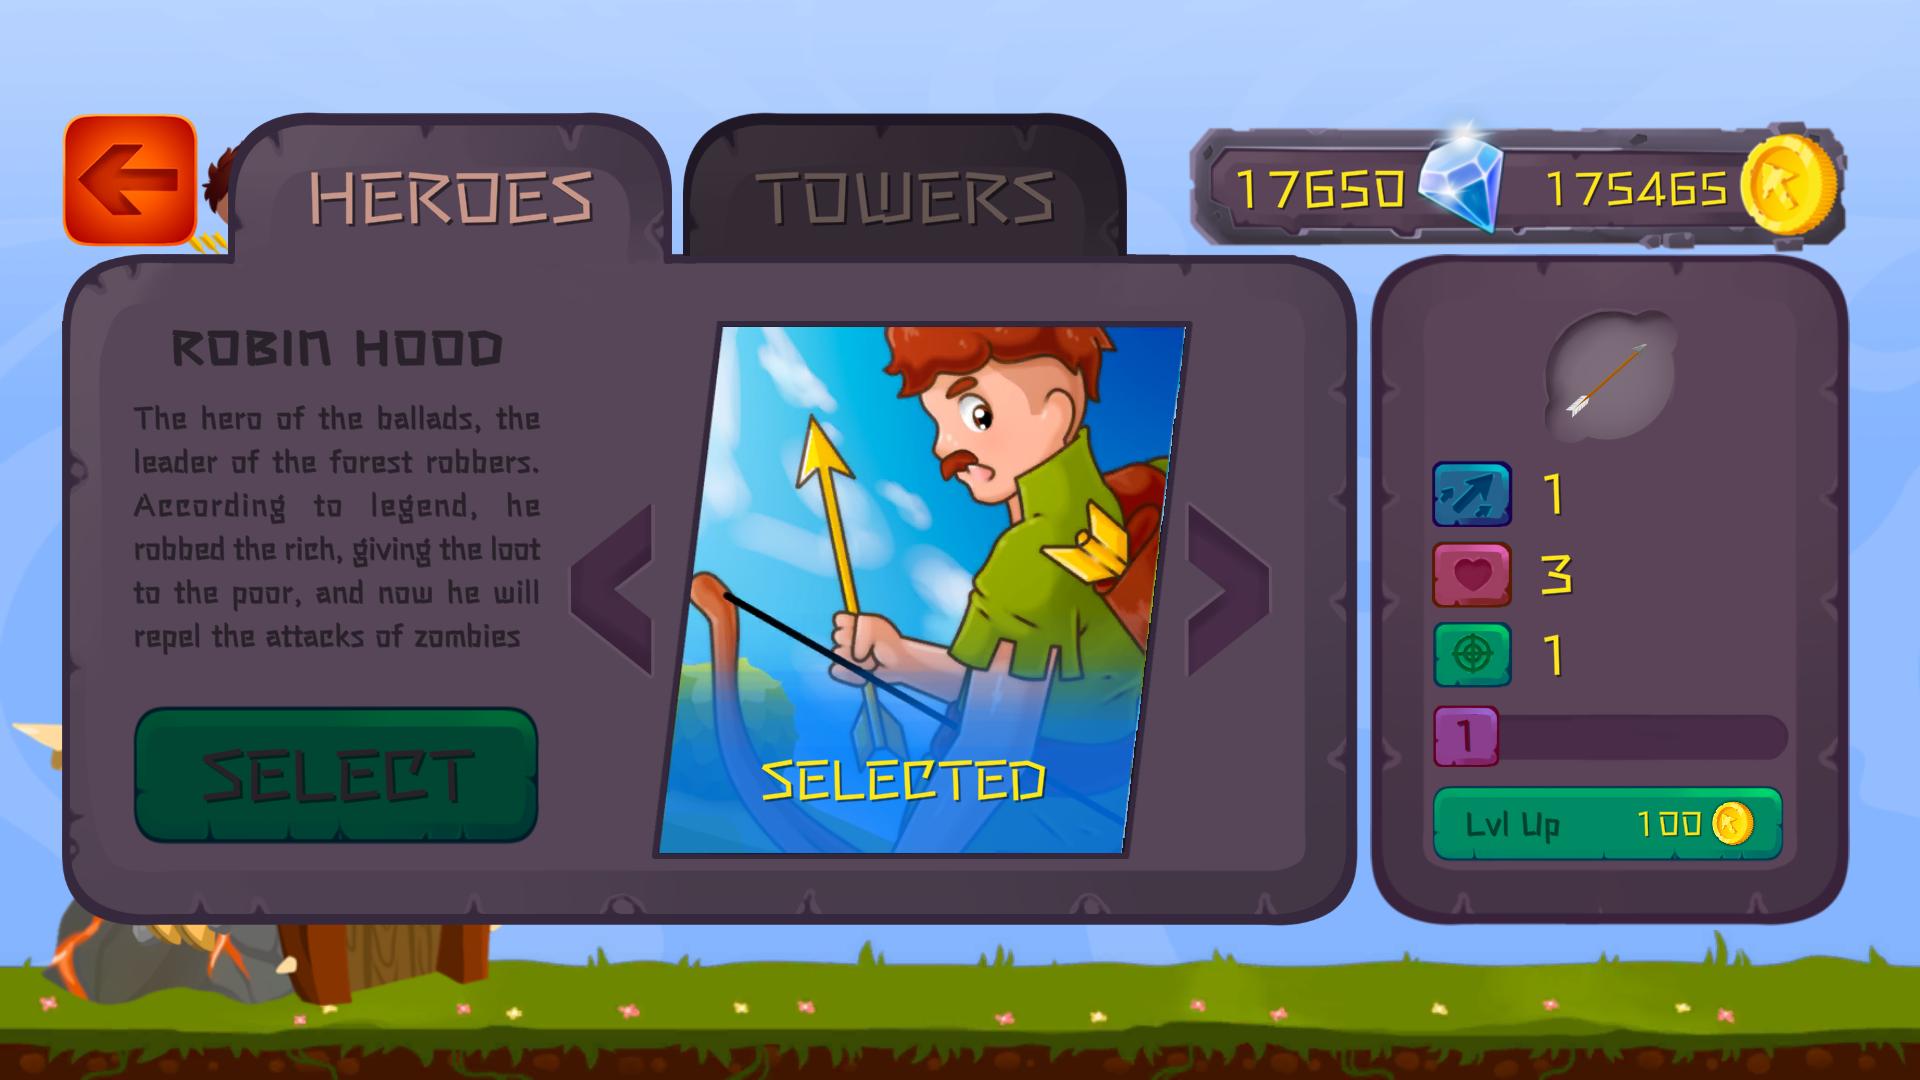 HEROES
TOWERS
17650
175465
ROBIN HOOD
The hero of the ballads, the
leader of the forest robbers.
According to legend, he
robbed the rich, giving the loot
to the poor, and now he will
repel the attacks of zombies
SELECT
SELECTED
1
3
1
1
Lvl Up 100